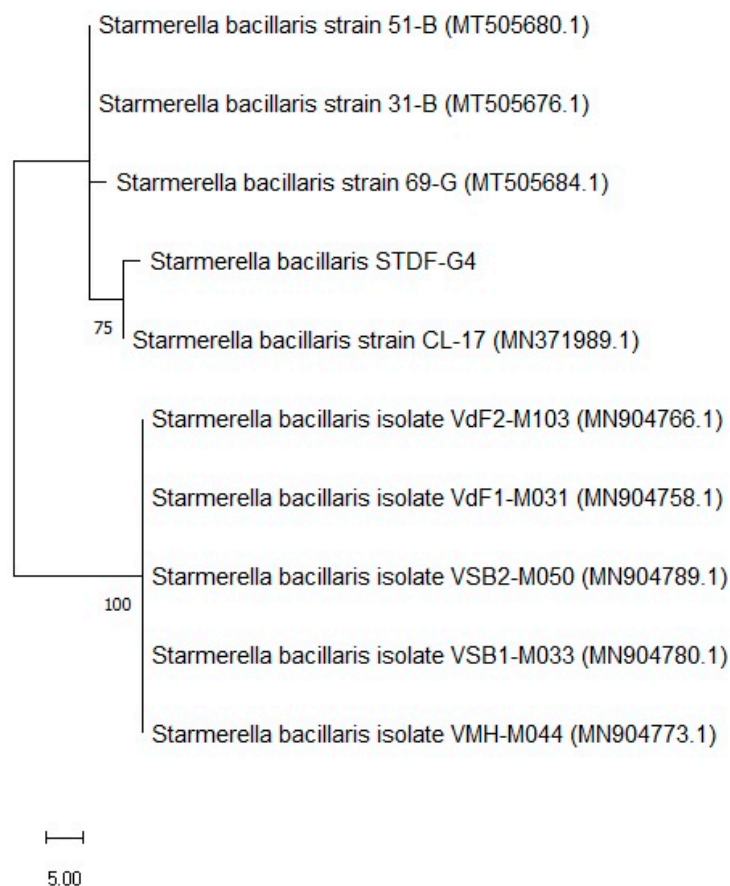 Starmerella bacillaris strain 51-B (MT505680.1)
Starmerella bacillaris strain 31-B (MT505676.1)
Starmerella bacillaris strain 69-G (MT505684.1)
Starmerella bacillaris STDF-G4
75
Starmerella bacillaris strain CL-17 (MN371989.1)
Starmerella bacillaris isolate VdF2-M103 (MN904766.1)
Starmerella bacillaris isolate VdF1-M031 (MN904758.1)
Starmerella bacillaris isolate VSB2-M050 (MN904789.1)
100
Starmerella bacillaris isolate VSB1-M033 (MN904780.1)
Starmerella bacillaris isolate VMH-M044 (MN904773.1)
5.00